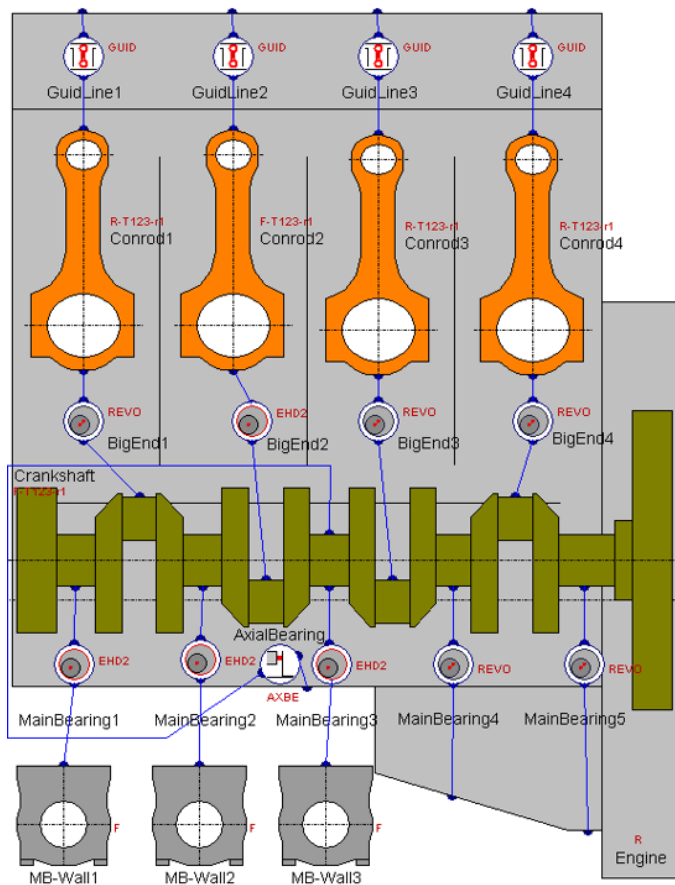 GUID GUID GUID GUID
GuidLine1 GuidLine2 GuidLine3 GuidLine4
R-T123-r1 F-T123-r1 R-T123-r1 R-T123-r1
Conrod1 Conrod2 Conrod3 Conrod4
REVO EHD2 REVO REVO
BigEnd1 BigEnd2 BigEnd3 BigEnd4
Crankshaft
F-T123-r1
AxialBearing
EHD2 EHD2 EHD2 REVO REVO
AXBE
MainBearing1 MainBearing2 MainBearing3 MainBearing4 MainBearing5
F F F
R
Engine
MB-Wall1 MB-Wall2 MB-Wall3